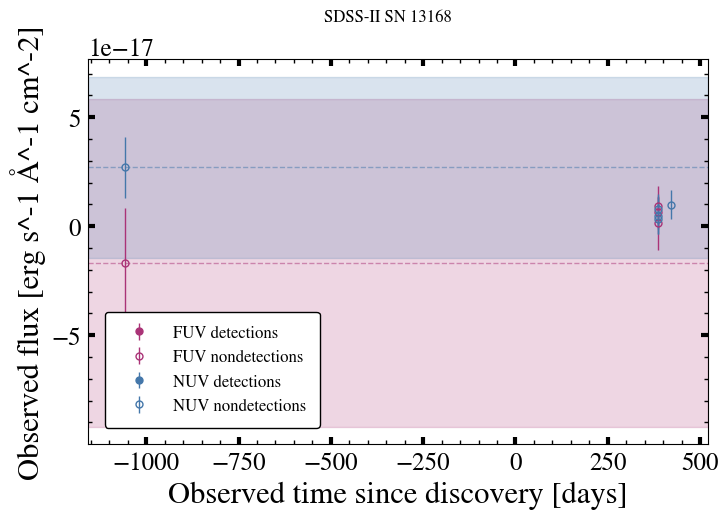 SDSS-II SN 13168
1e−17
Observed flux [erg s^-1 Å^-1 cm^-2]
5
0
−5
FUV detections
FUV nondetections
NUV detections
NUV nondetections
−1000 −750 −500 −250 0 250 500
Observed time since discovery [days]